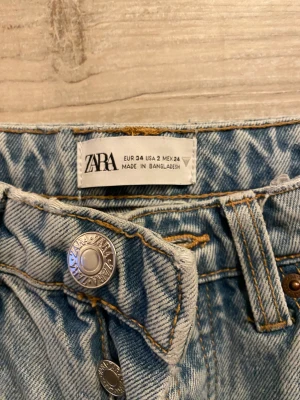 ZARA
EUR 34 USA 2 MEX 24
MADE IN BANGLADESH